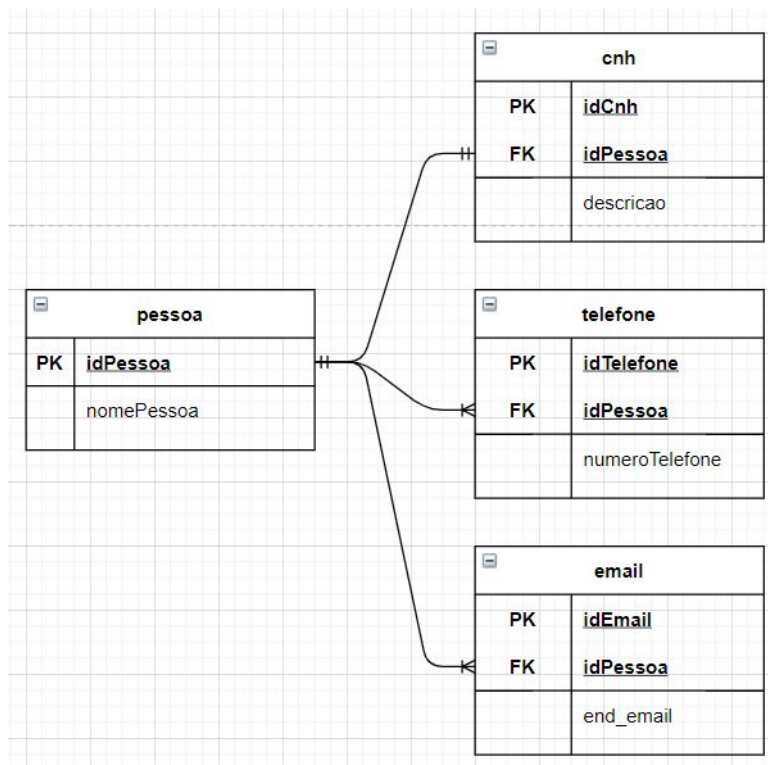 cnh
PK idCnh
FK idPessoa
descricao
pessoa
PK idPessoa
nomePessoa
telefone
PK idTelefone
FK idPessoa
numeroTelefone
email
PK idEmail
FK idPessoa
end_email